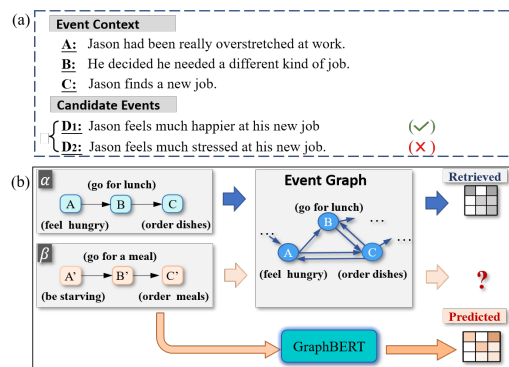 (a)
Event Context
A: Jason had been really overstretched at work.
B: He decided he needed a different kind of job.
C: Jason finds a new job.
Candidate Events
D1: Jason feels much happier at his new job (✓)
D2: Jason feels much stressed at his new job. (×)
(b)
α
(go for lunch)
A B C
(feel hungry) (order dishes)
Event Graph
(go for lunch)
B ...
... A C ...
(feel hungry) (order dishes)
Retrieved
β
(go for a meal)
A' B' C'
(be starving) (order meals)
?
Predicted
GraphBERT